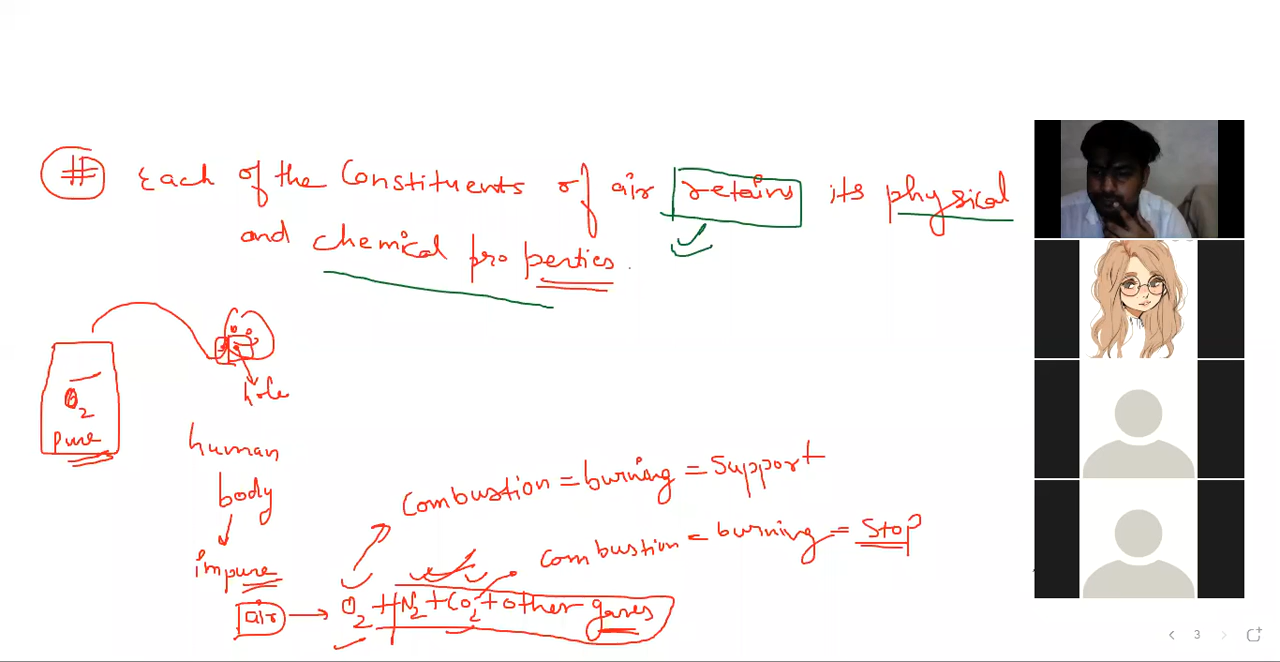 # Each of the Constituents of air retains its physical
and chemical properties.
hole
O2
pure
human
body
impure
Combustion = burning = Support
Combustion = burning = Stop
air → O2 + N2 + CO2 + other gases
3